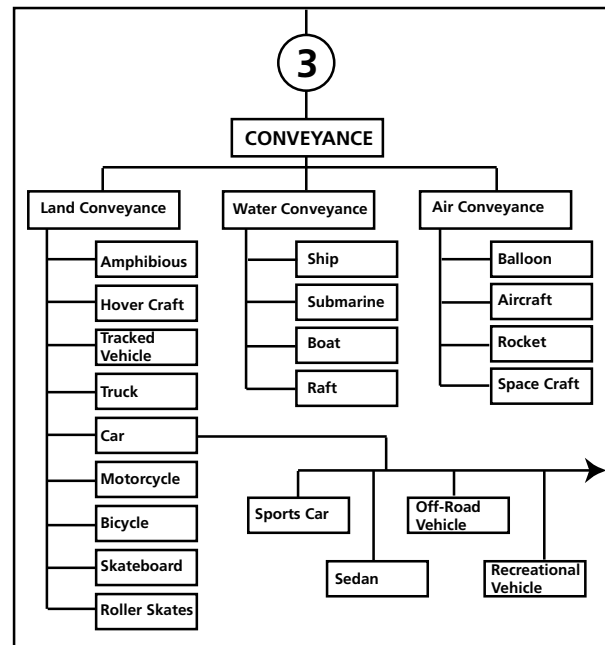 3
CONVEYANCE
Land Conveyance
Water Conveyance
Air Conveyance
Amphibious
Hover Craft
Tracked
Vehicle
Truck
Car
Motorcycle
Bicycle
Skateboard
Roller Skates
Ship
Submarine
Boat
Raft
Balloon
Aircraft
Rocket
Space Craft
Sports Car
Sedan
Off-Road
Vehicle
Recreational
Vehicle